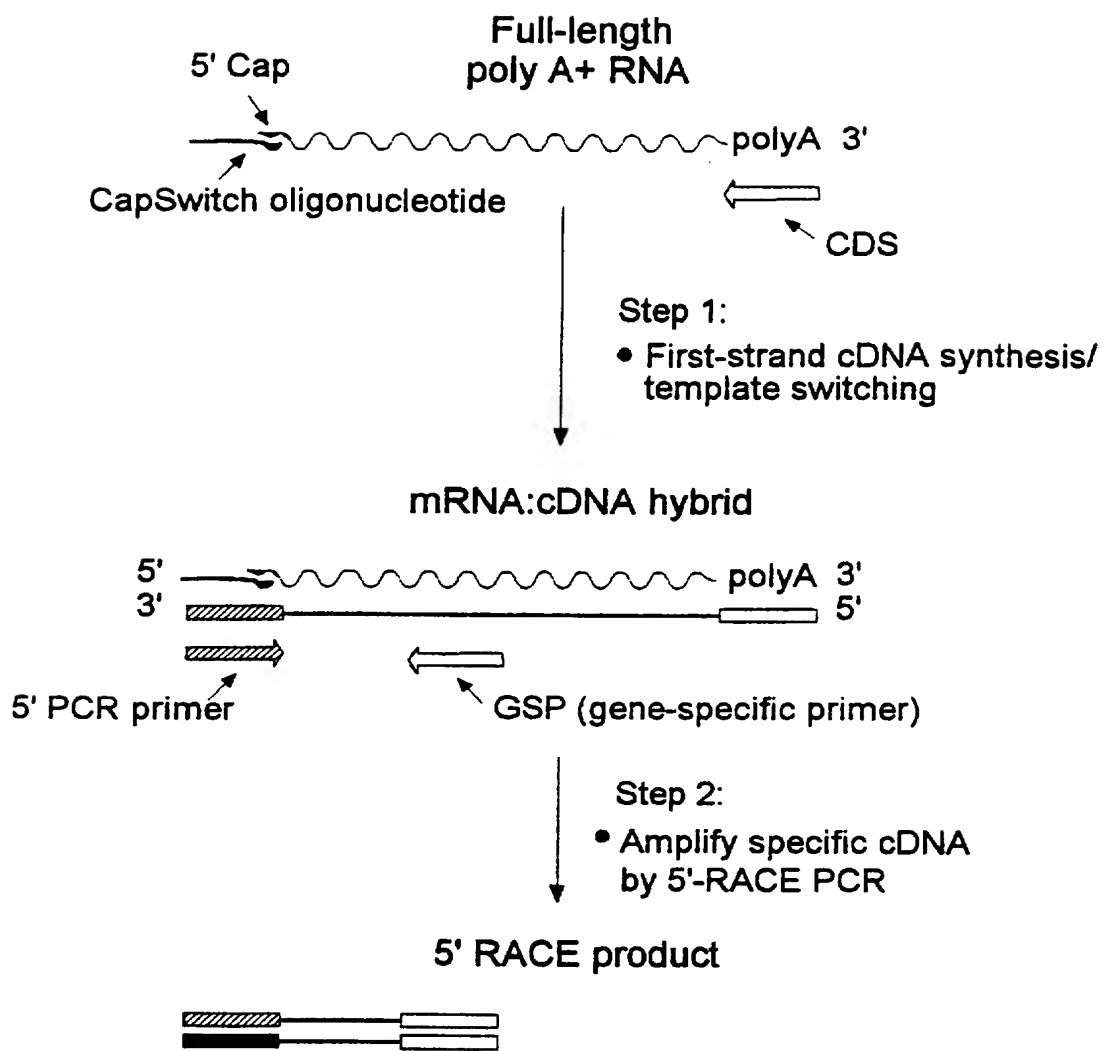 Full-length
poly A+ RNA
5' Cap
polyA 3'
CapSwitch oligonucleotide
CDS
Step 1:
• First-strand cDNA synthesis/
template switching
mRNA:cDNA hybrid
5'
polyA 3'
3'
5'
5' PCR primer
GSP (gene-specific primer)
Step 2:
• Amplify specific cDNA
by 5'-RACE PCR
5' RACE product